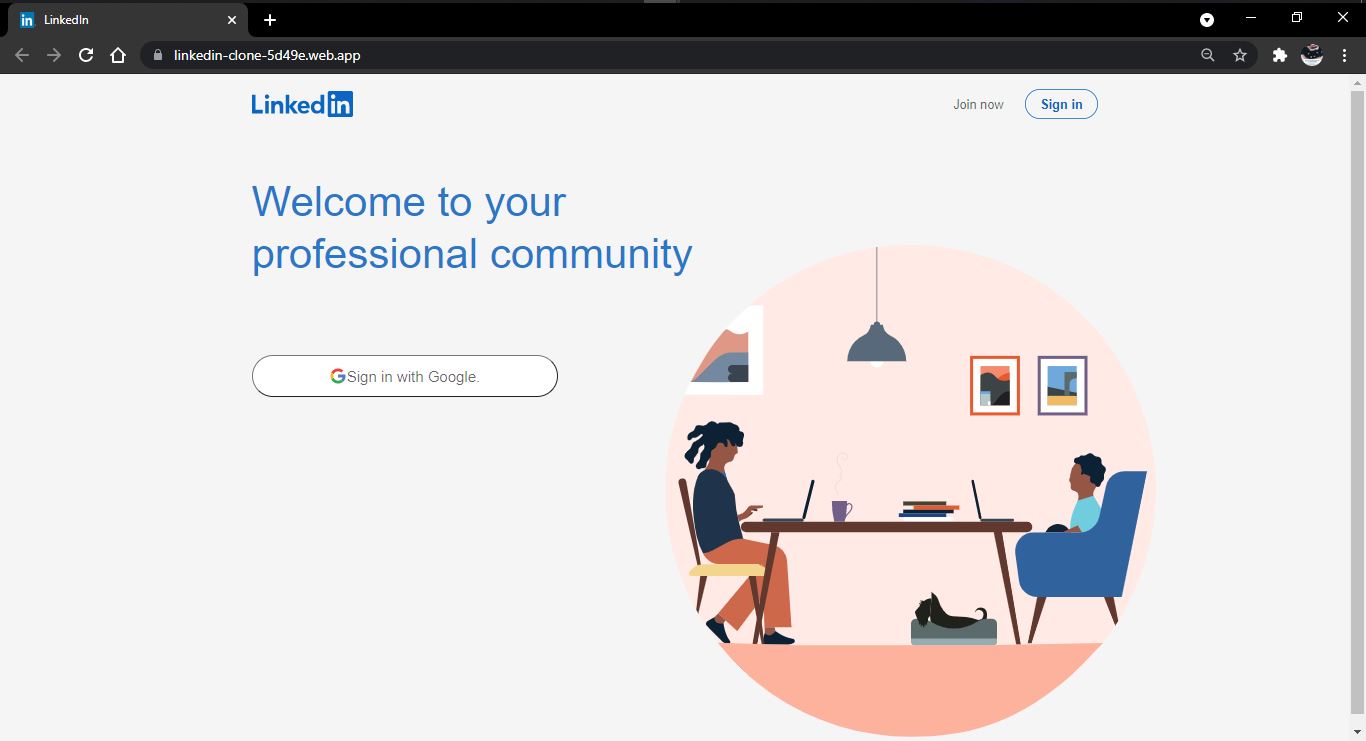 LinkedIn
linkedin-clone-5d49e.web.app
Linkedin
Join now
Sign in
Welcome to your
professional community
Sign in with Google.